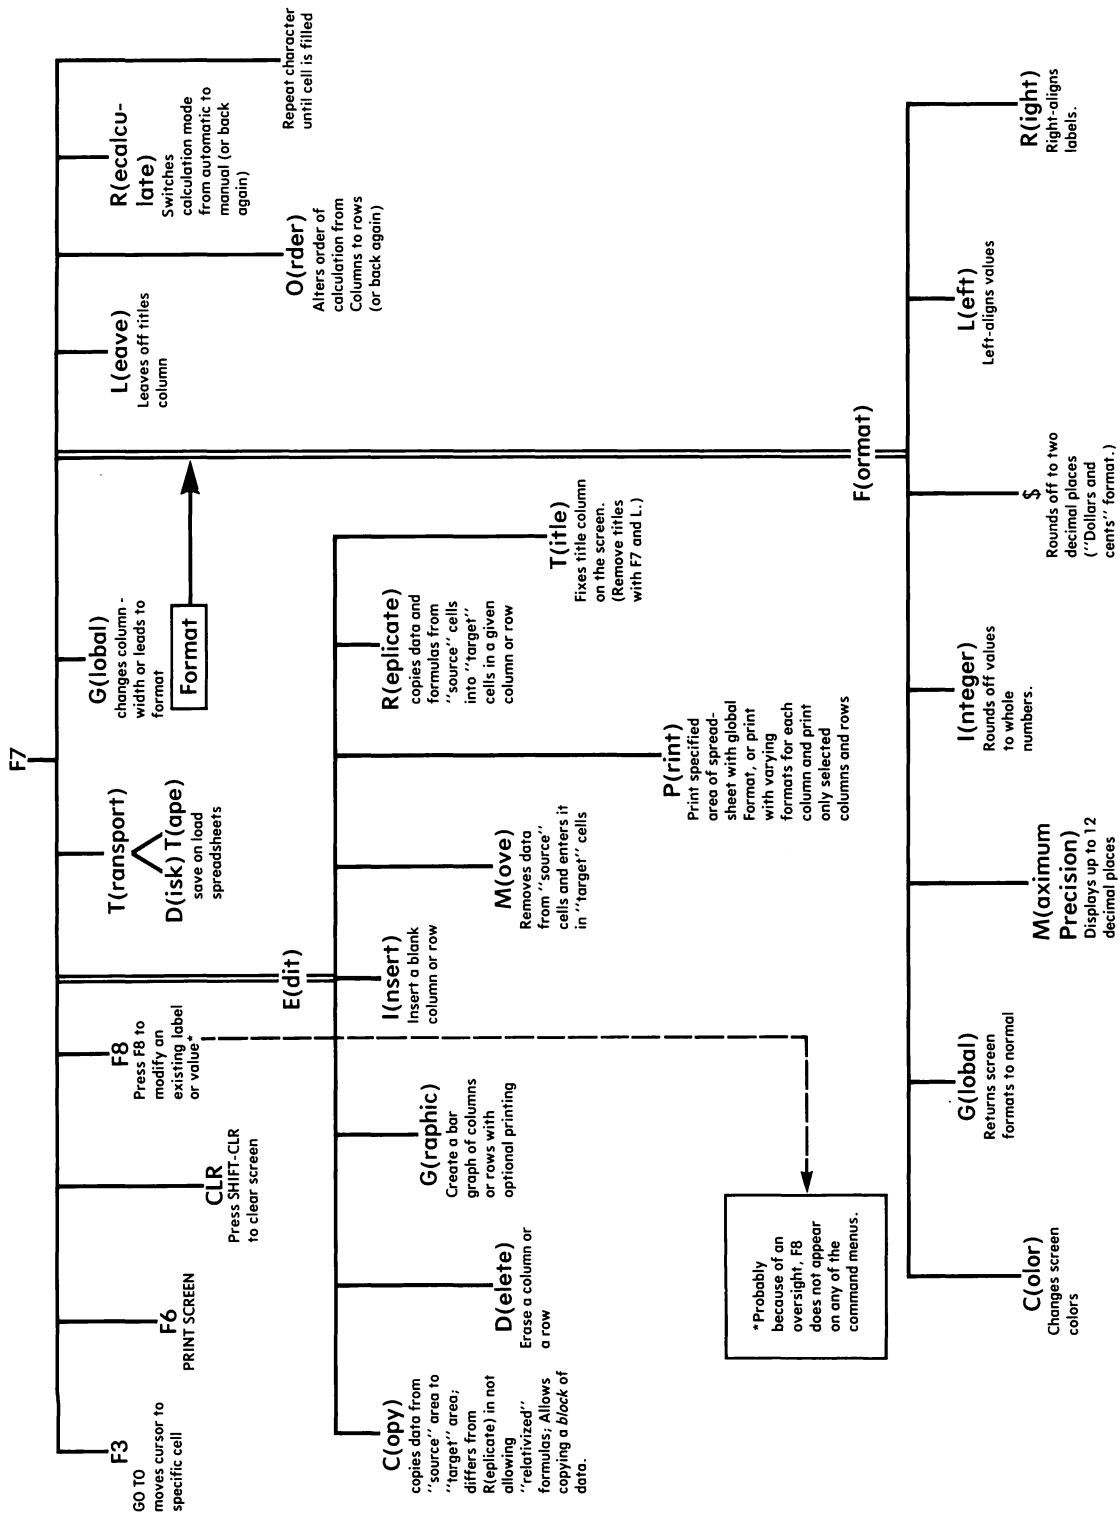 F7
F3
GO TO
moves cursor to
specific cell
F6
PRINT SCREEN
CLR
Press SHIFT-CLR
to clear screen
F8
Press F8 to
modify an
existing label
or value*
T(ransport)
D(isk) T(ape)
save on load
spreadsheets
G(lobal)
changes column -
width or leads to
format
Format
L(eave)
Leaves off titles
column
O(rder)
Alters order of
calculation from
Columns to rows
(or back again)
R(ecalcu-
late)
Switches
calculation mode
from automatic to
manual (or back
again)
Repeat character
until cell is filled
E(dit)
C(opy)
copies data from
"source" area to
"target" area;
differs from
R(eplicate) in not
allowing
"relativized"
formulas; Allows
copying a block of
data.
D(elete)
Erase a column or
a row
G(raphic)
Create a bar
graph of columns
or rows with
optional printing
I(nsert)
Insert a blank
column or row
M(ove)
Removes data
from "source"
cells and enters it
in "target" cells
P(rint)
Print specified
area of spread-
sheet with global
Format, or print
with varying
formats for each
column and print
only selected
columns and rows
R(eplicate)
copies data and
formulas from
"source" cells
into "target"
cells in a given
column or row
T(itle)
Fixes title column
on the screen.
(Remove titles
with F7 and L.)
*Probably
because of an
oversight, F8
does not appear
on any of the
command menus.
F(ormat)
C(olor)
Changes screen
colors
G(lobal)
Returns screen
formats to normal
M(aximum
Precision)
Displays up to 12
decimal places
I(nteger)
Rounds off values
to whole
numbers.
$
Rounds off to two
decimal places
("Dollars and
cents" format.)
L(eft)
Left-aligns values
R(ight)
Right-aligns
labels.